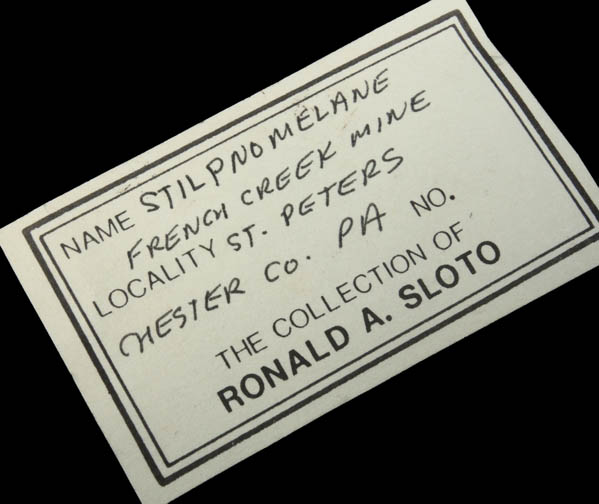 NAME STILPNOMELANE
FRENCH CREEK MINE
LOCALITY ST. PETERS
CHESTER CO. PA NO.
THE COLLECTION OF
RONALD A. SLOTO